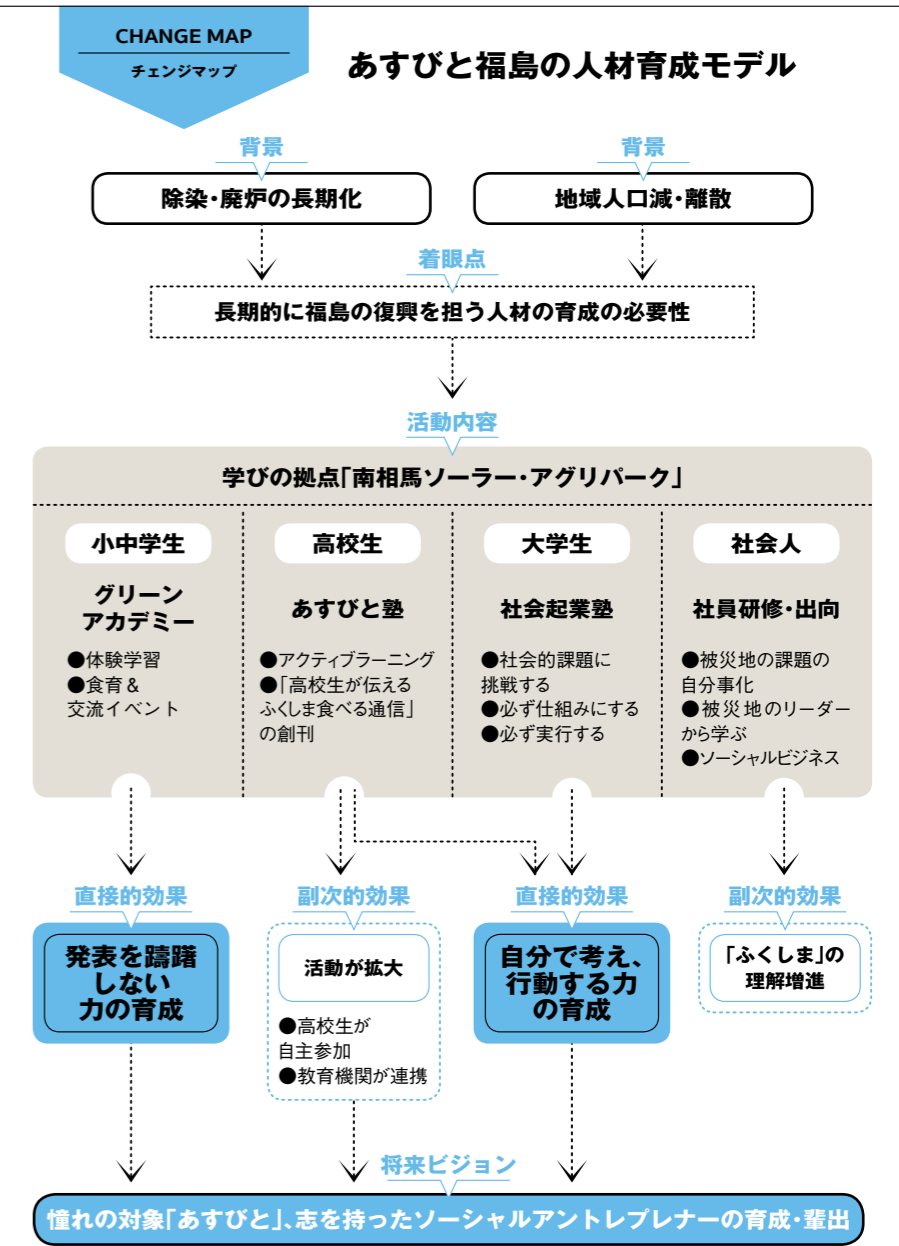 CHANGE MAP
チェンジマップ
あすびと福島の人材育成モデル
背景
背景
除染・廃炉の長期化
地域人口減・離散
着眼点
長期的に福島の復興を担う人材の育成の必要性
活動内容
学びの拠点「南相馬ソーラー・アグリパーク」
小中学生
グリーン
アカデミー
●体験学習
●食育&
交流イベント
高校生
あすびと塾
●アクティブラーニング
●「高校生が伝える
ふくしま食べる通信」
の創刊
大学生
社会起業塾
●社会的課題に
挑戦する
●必ず仕組みにする
●必ず実行する
社会人
社員研修・出向
●被災地の課題の
自分事化
●被災地のリーダー
から学ぶ
●ソーシャルビジネス
直接的効果
発表を躊躇
しない
力の育成
副次的効果
活動が拡大
●高校生が
自主参加
●教育機関が連携
直接的効果
自分で考え、
行動する力
の育成
副次的効果
「ふくしま」の
理解増進
将来ビジョン
憧れの対象「あすびと」、志を持ったソーシャルアントレプレナーの育成・輩出